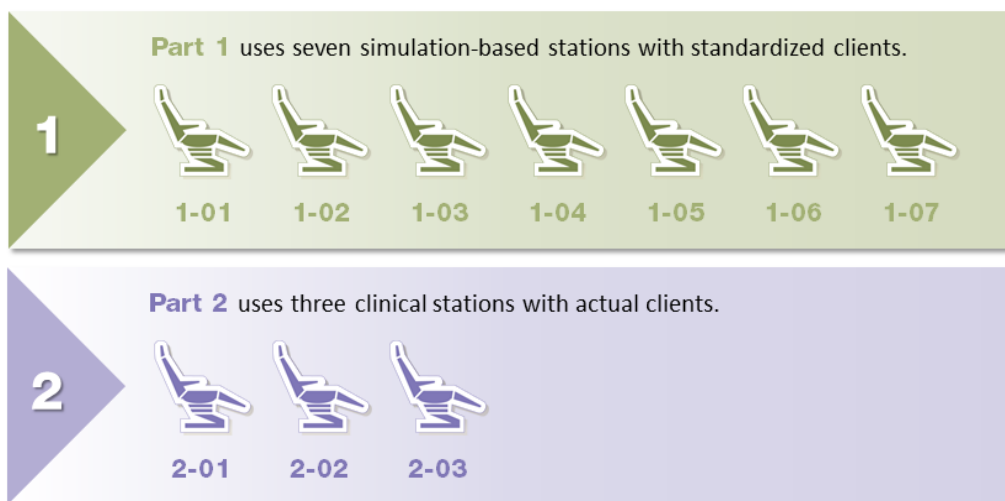 Part 1 uses seven simulation-based stations with standardized clients.
1
1-01 1-02 1-03 1-04 1-05 1-06 1-07
Part 2 uses three clinical stations with actual clients.
2
2-01 2-02 2-03